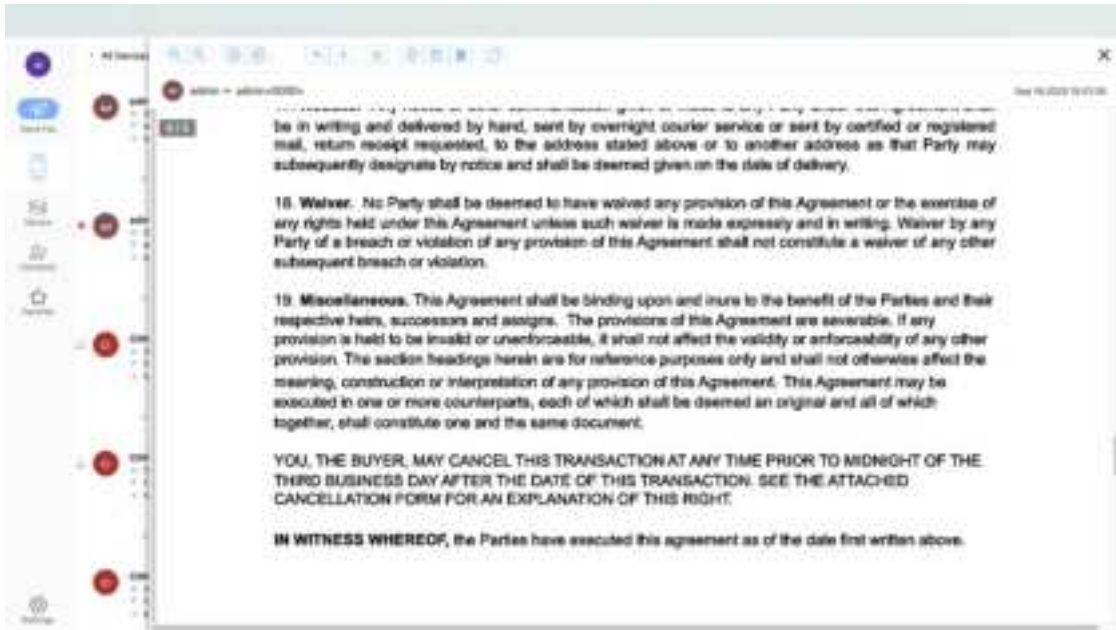 All Devices
be in writing and delivered by hand, sent by overnight courier service or sent by certified or registered
mail, return receipt requested, to the address stated above or to another address as that Party may
subsequently designate by notice and shall be deemed given on the date of delivery.
18. Waiver. No Party shall be deemed to have waived any provision of this Agreement or the exercise of
any rights held under this Agreement unless such waiver is made expressly and in writing. Waiver by any
Party of a breach or violation of any provision of this Agreement shall not constitute a waiver of any other
subsequent breach or violation.
19. Miscellaneous. This Agreement shall be binding upon and inure to the benefit of the Parties and their
respective heirs, successors and assigns. The provisions of this Agreement are severable. If any
provision is held to be invalid or unenforceable, it shall not affect the validity or enforceability of any other
provision. The section headings herein are for reference purposes only and shall not otherwise affect the
meaning, construction or interpretation of any provision of this Agreement. This Agreement may be
executed in one or more counterparts, each of which shall be deemed an original and all of which
together, shall constitute one and the same document.
YOU, THE BUYER, MAY CANCEL THIS TRANSACTION AT ANY TIME PRIOR TO MIDNIGHT OF THE
THIRD BUSINESS DAY AFTER THE DATE OF THIS TRANSACTION. SEE THE ATTACHED
CANCELLATION FORM FOR AN EXPLANATION OF THIS RIGHT.
IN WITNESS WHEREOF, the Parties have executed this agreement as of the date first written above.
Settings